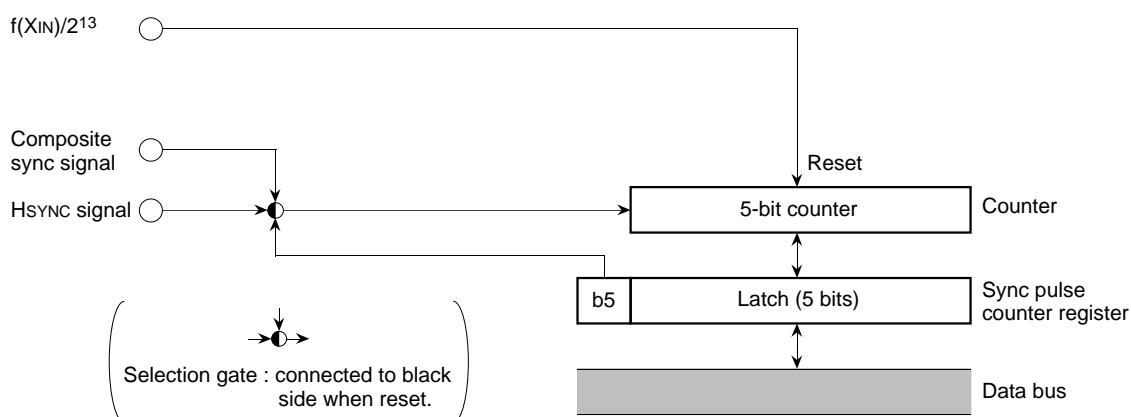 f(XIN)/2¹³
Composite
sync signal
Reset
HSYNC signal
5-bit counter
Counter
b5
Latch (5 bits)
Sync pulse
counter register
Selection gate : connected to black
side when reset.
Data bus